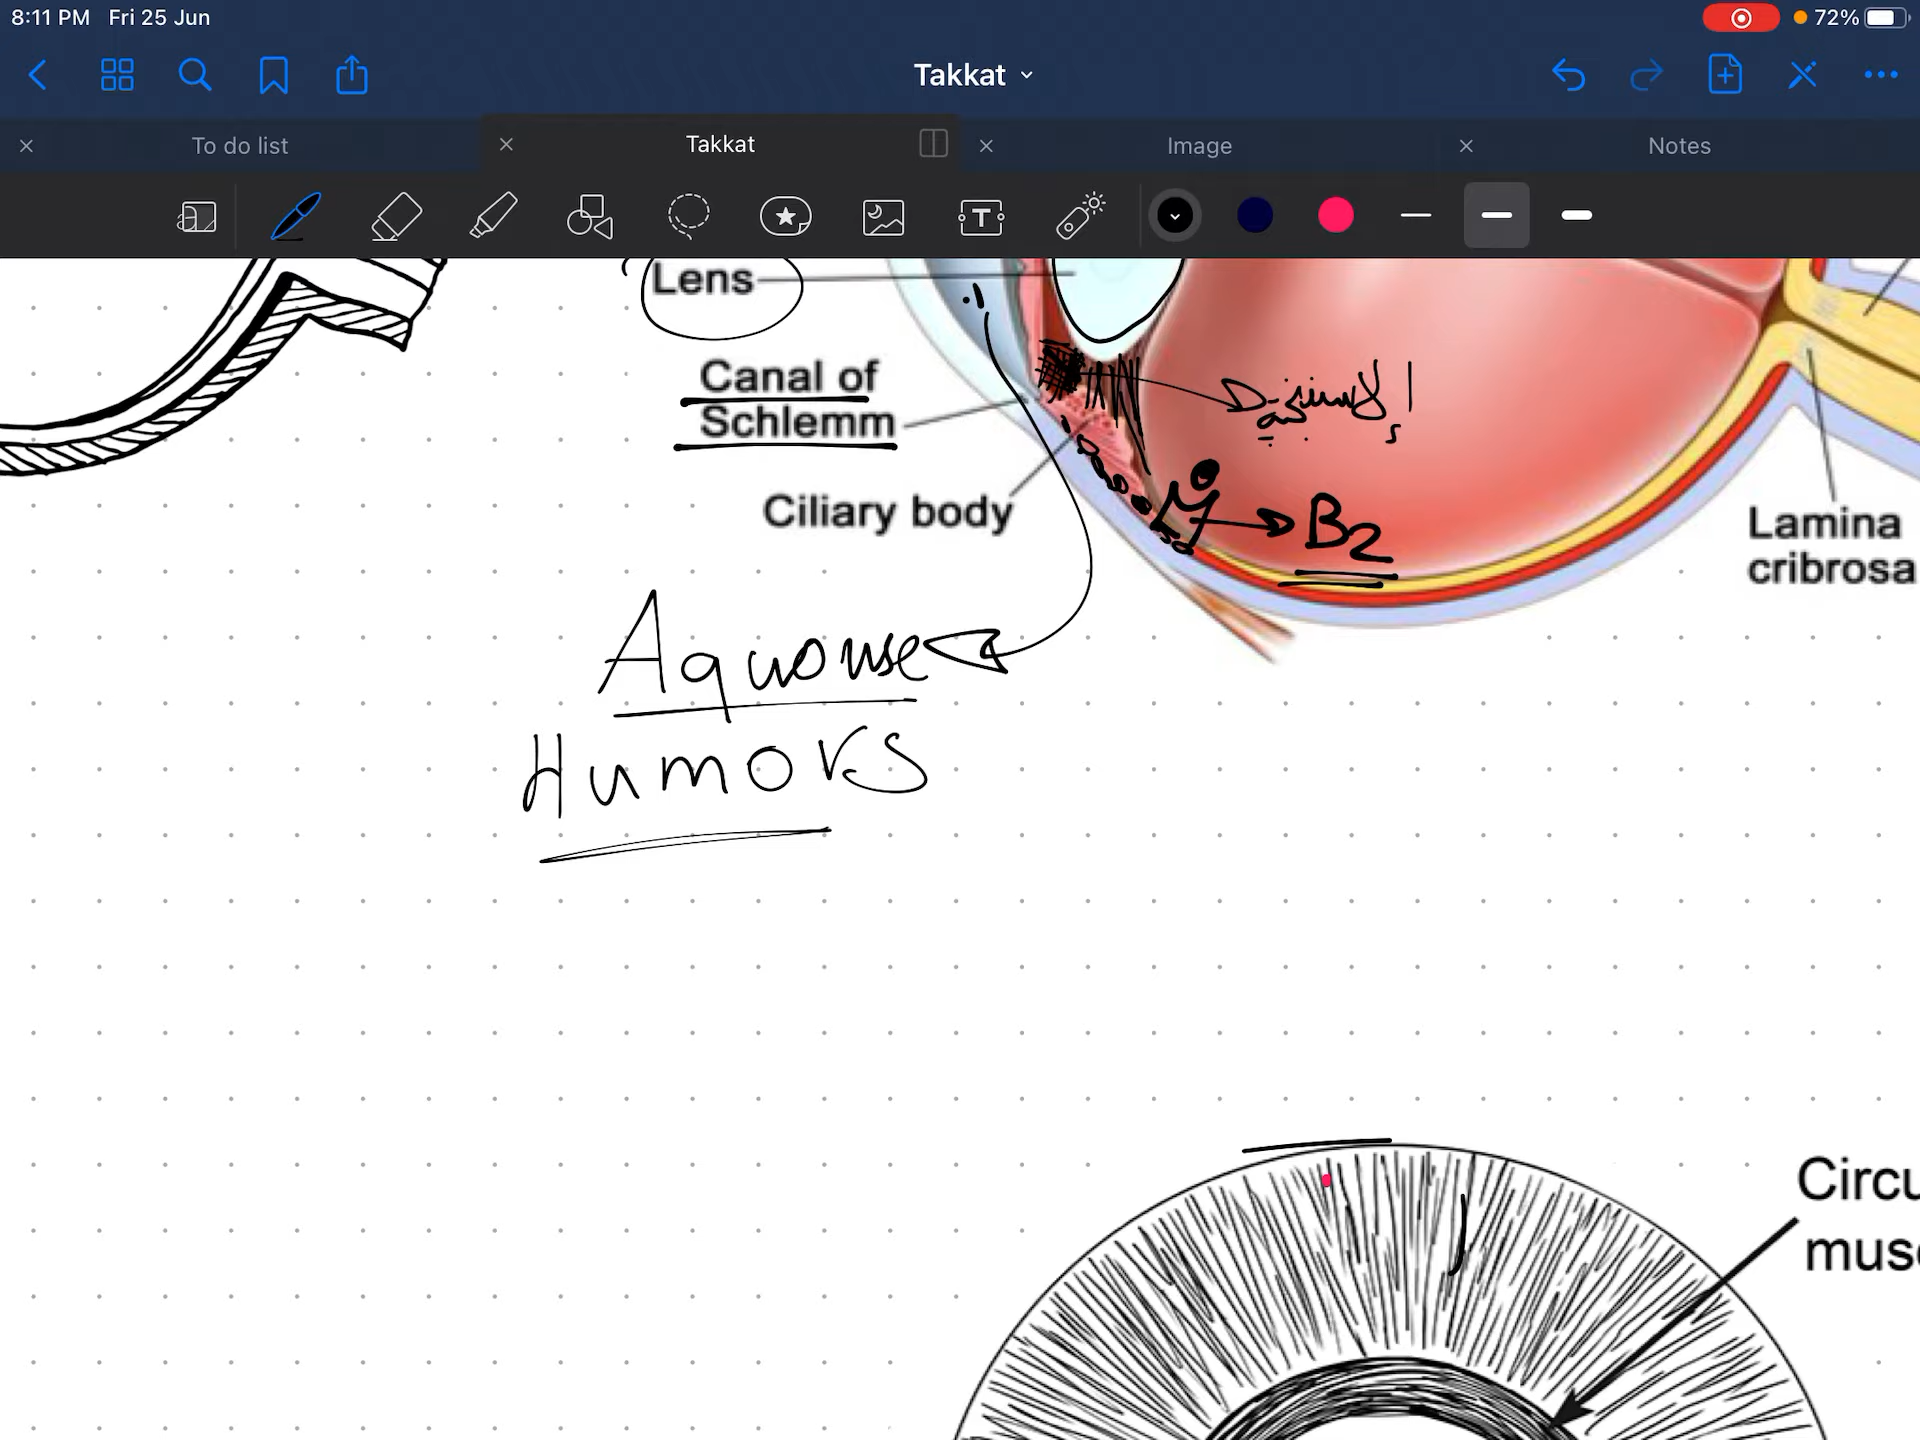 8:11 PM Fri 25 Jun
72%
Takkat
To do list
Takkat
Image
Notes
Lens
Canal of
Schlemm
Ciliary body
B2
Lamina
cribrosa
Aquouse
Humors
Circu
musc